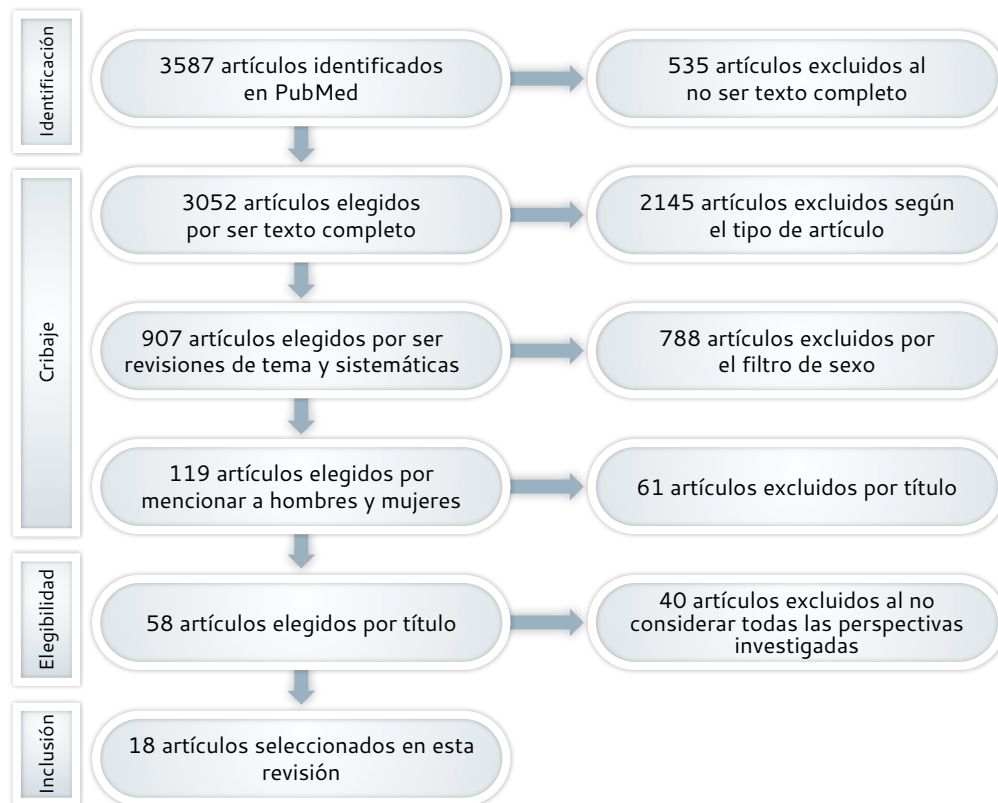 Identificación
3587 artículos identificados
en PubMed
535 artículos excluidos al
no ser texto completo
Cribaje
3052 artículos elegidos
por ser texto completo
2145 artículos excluidos según
el tipo de artículo
907 artículos elegidos por ser
revisiones de tema y sistemáticas
788 artículos excluidos por
el filtro de sexo
119 artículos elegidos por
mencionar a hombres y mujeres
61 artículos excluidos por título
Elegibilidad
58 artículos elegidos por título
40 artículos excluidos al no
considerar todas las perspectivas
investigadas
Inclusión
18 artículos seleccionados en esta
revisión